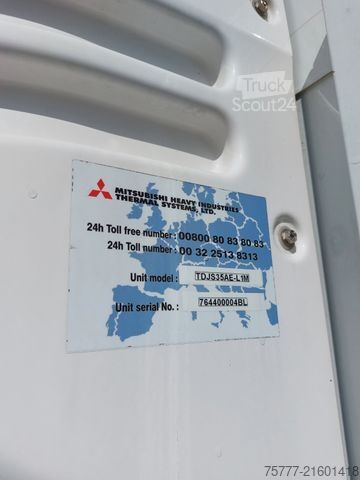 Truck
Scout24
MITSUBISHI HEAVY INDUSTRIES
THERMAL SYSTEMS, LTD.
24h Toll free number : 00800 80 83 80 83
24h Toll number : 00 32 2513 8313
Unit model : TDJS35AE-L1M
Unit serial No. : 764400004BL
75777-21601418